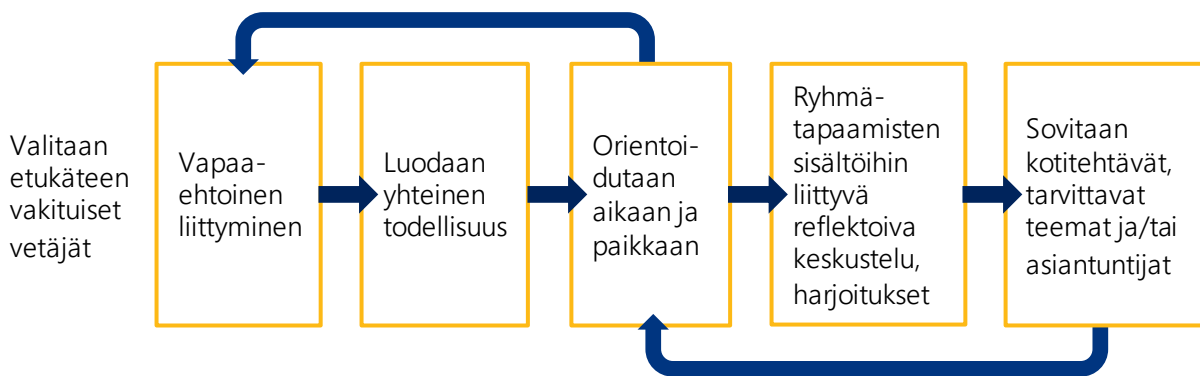 Valitaan
etukäteen
vakituiset
vetäjät
Vapaa-
ehtoinen
liittyminen
Luodaan
yhteinen
todellisuus
Orientoi-
dutaan
aikaan ja
paikkaan
Ryhmä-
tapaamisten
sisältöihin
liittyvä
reflektoiva
keskustelu,
harjoitukset
Sovitaan
kotitehtävät,
tarvittavat
teemat ja/tai
asiantuntijat